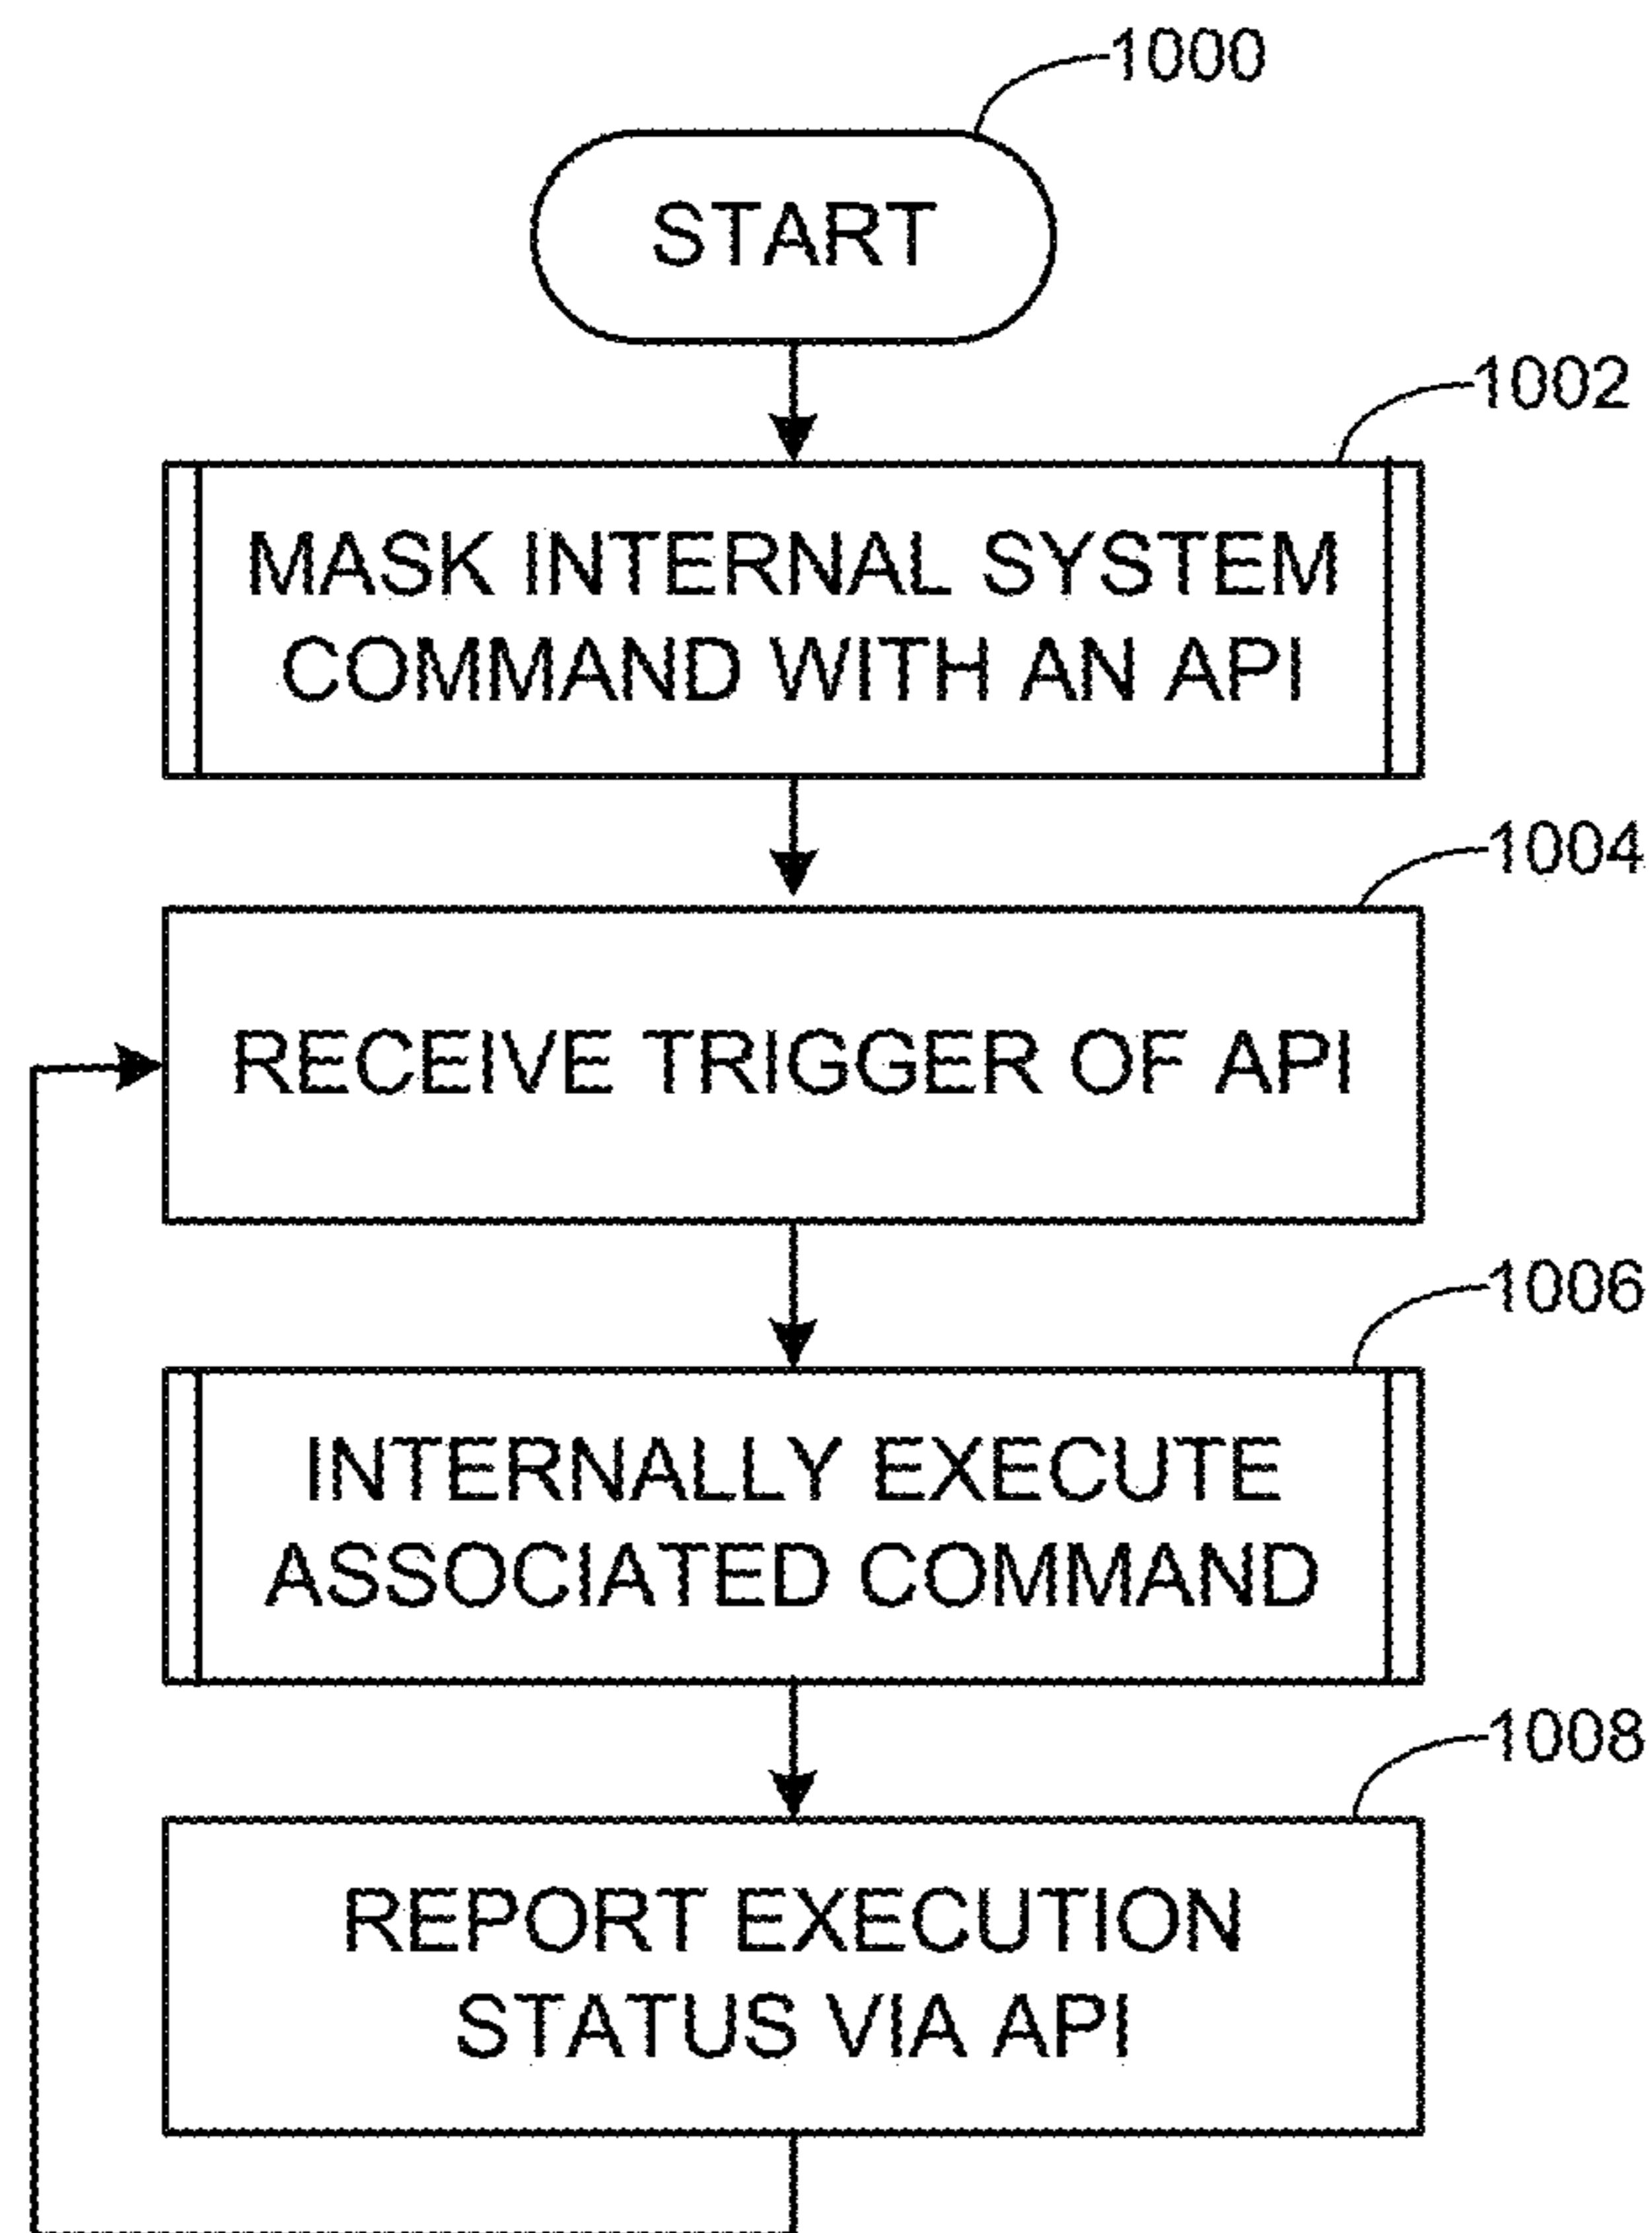 1000
START
1002
MASK INTERNAL SYSTEM
COMMAND WITH AN API
1004
RECEIVE TRIGGER OF API
1006
INTERNALLY EXECUTE
ASSOCIATED COMMAND
1008
REPORT EXECUTION
STATUS VIA API